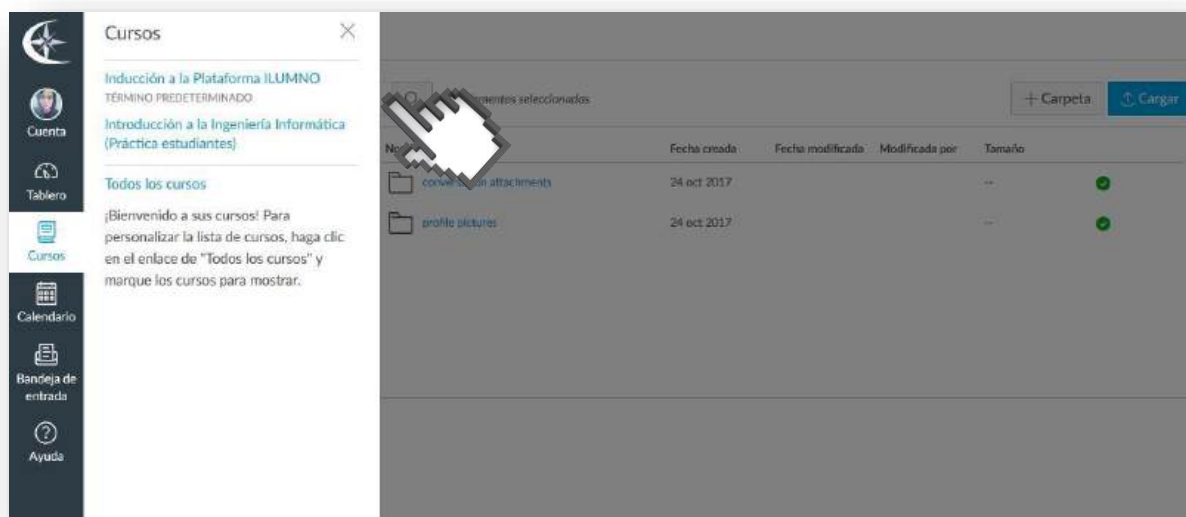 Cursos
Inducción a la Plataforma ILUMNO
TÉRMINO PREDETERMINADO
Introducción a la Ingeniería Informática
(Práctica estudiantes)
Todos los cursos
¡Bienvenido a sus cursos! Para
personalizar la lista de cursos, haga clic
en el enlace de "Todos los cursos" y
marque los cursos para mostrar.
Cuenta
Tablero
Cursos
Calendario
Bandeja de
entrada
Ayuda
seleccionados
+ Carpeta
Cargar
Fecha creada Fecha modificada Modificada por Tamaño
attachments 24 oct 2017 --
profile pictures 24 oct 2017 --